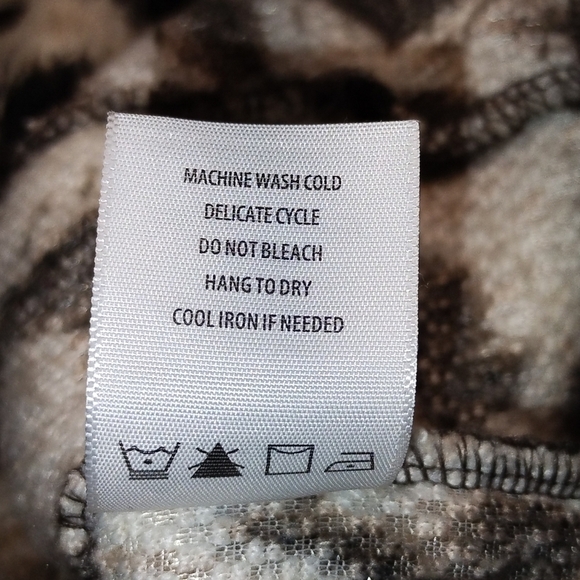 MACHINE WASH COLD
DELICATE CYCLE
DO NOT BLEACH
HANG TO DRY
COOL IRON IF NEEDED